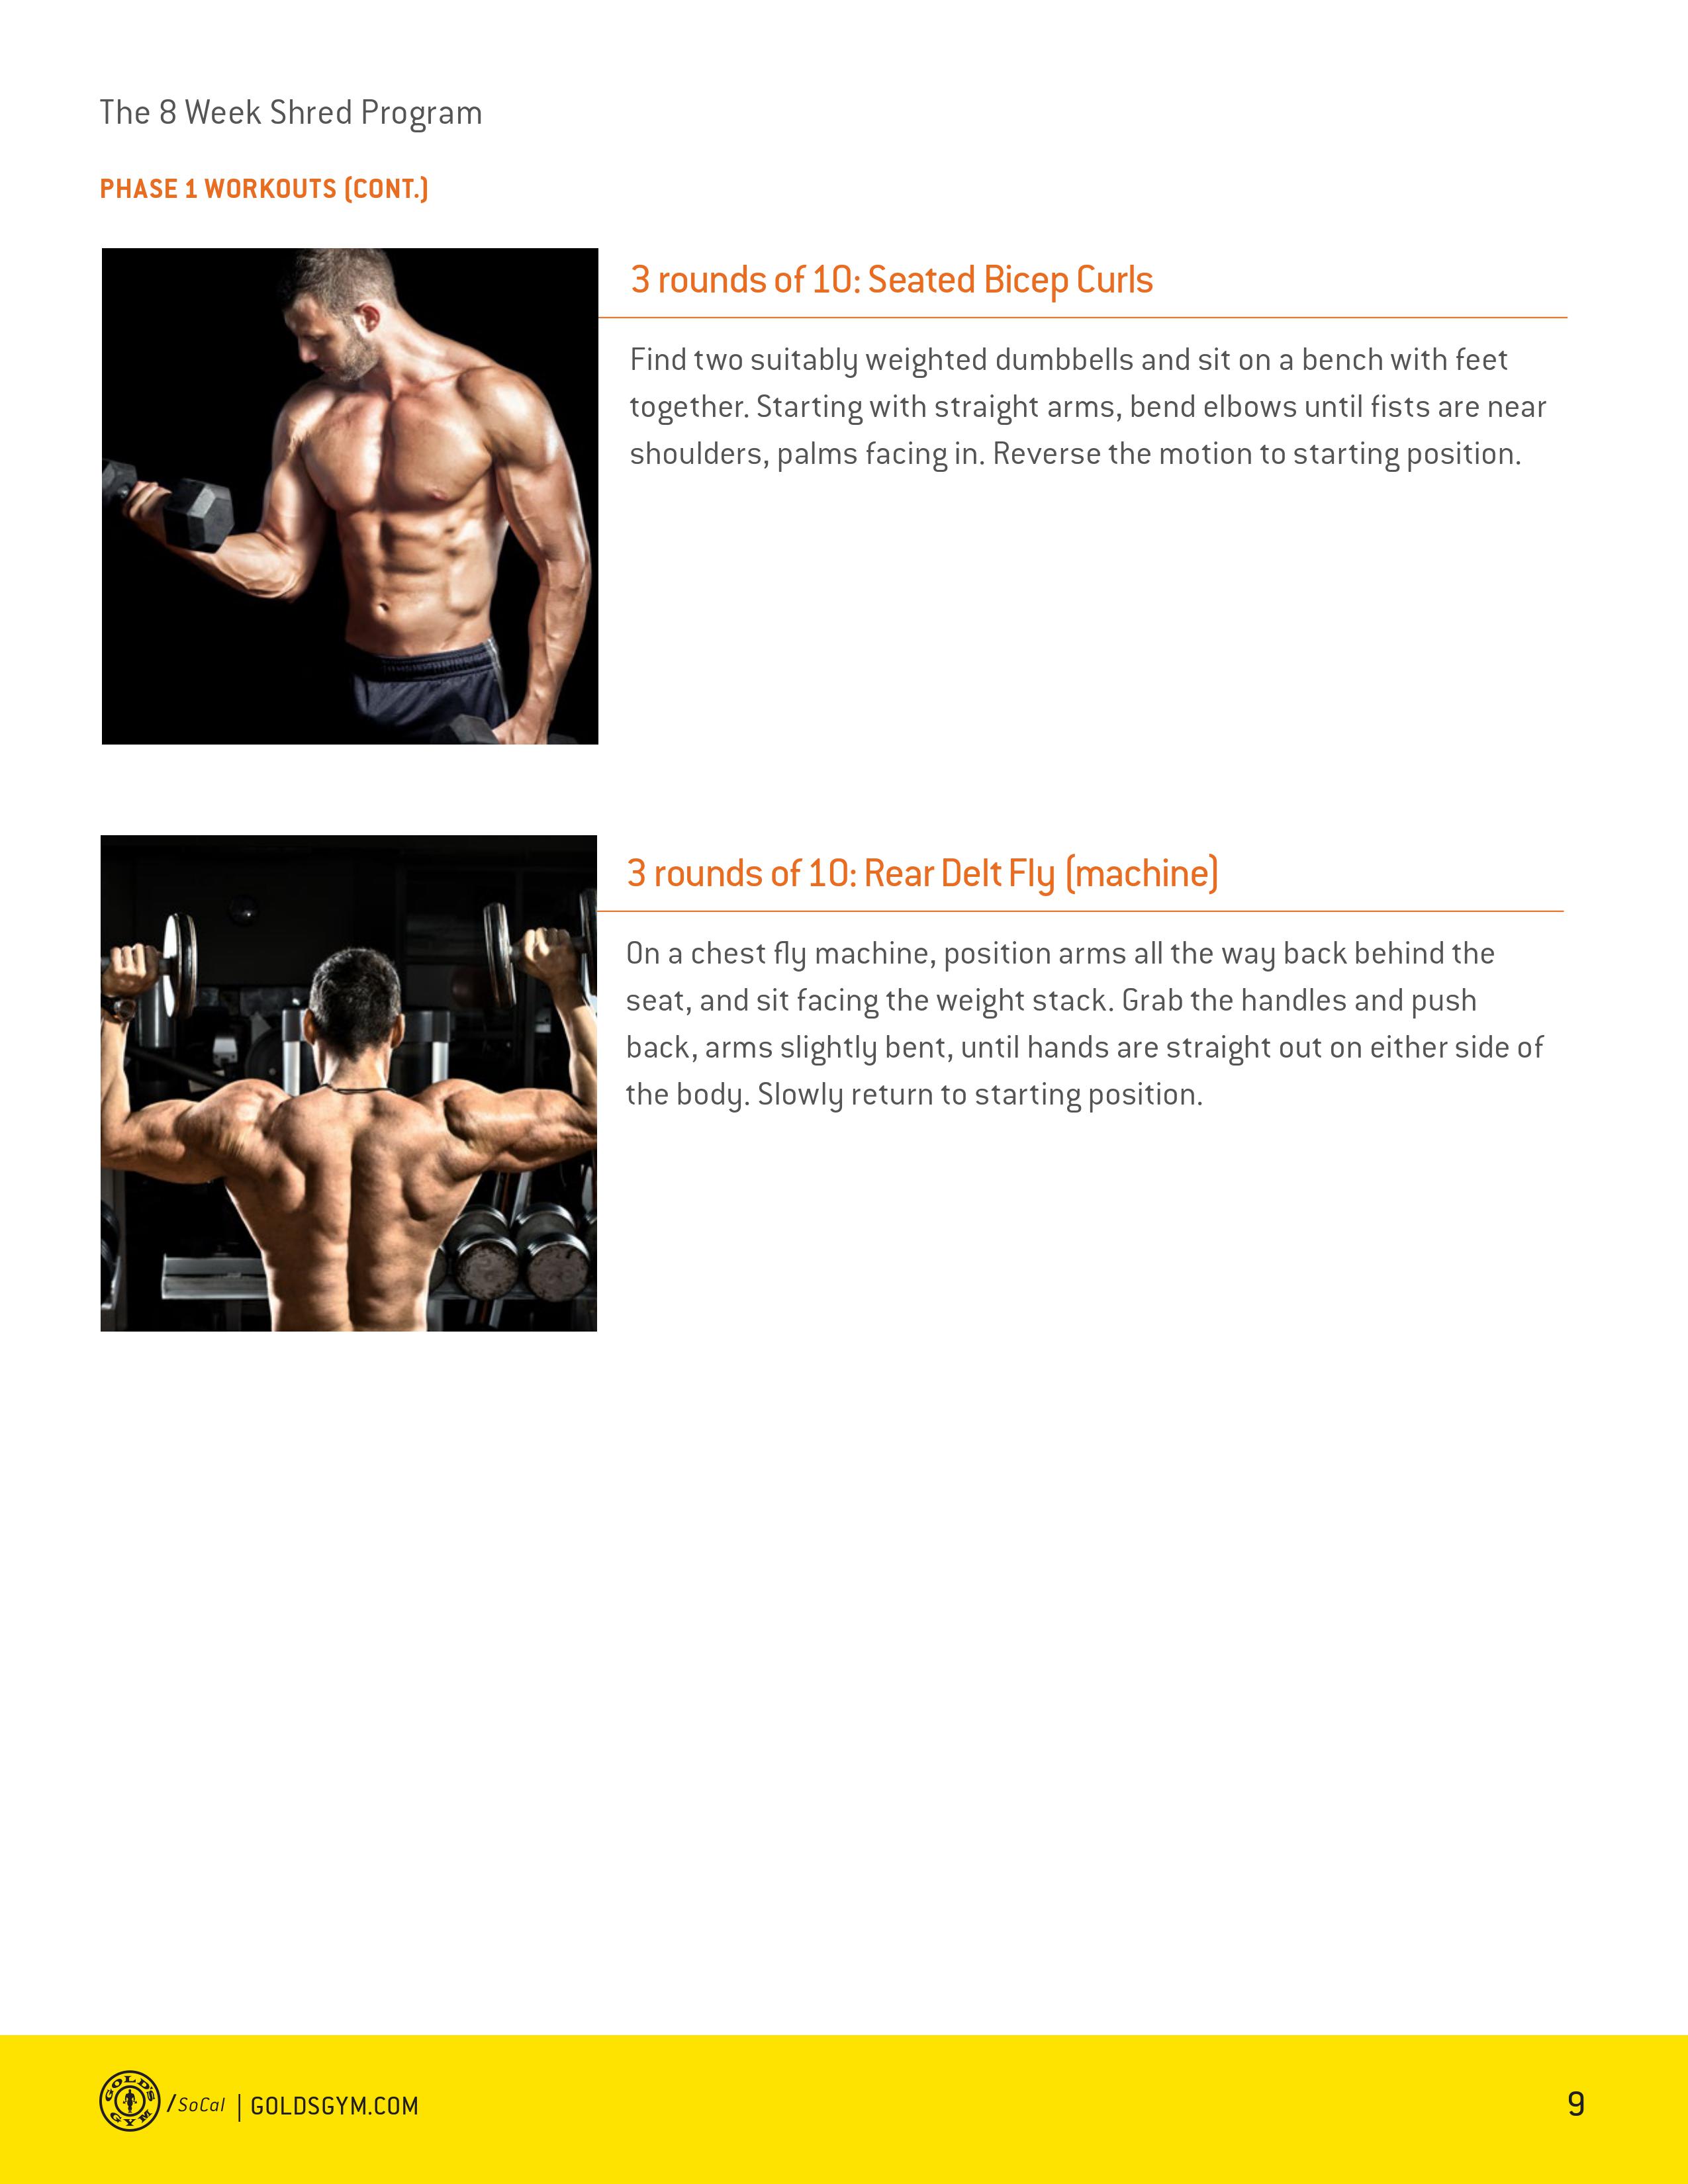 The 8 Week Shred Program
PHASE 1 WORKOUTS (CONT.)
3 rounds of 10: Seated Bicep Curls
Find two suitably weighted dumbbells and sit on a bench with feet
together. Starting with straight arms, bend elbows until fists are near
shoulders, palms facing in. Reverse the motion to starting position.
3 rounds of 10: Rear Delt Fly (machine)
On a chest fly machine, position arms all the way back behind the
seat, and sit facing the weight stack. Grab the handles and push
back, arms slightly bent, until hands are straight out on either side of
the body. Slowly return to starting position.
GOLD'S GYM /SoCal | GOLDSGYM.COM
9